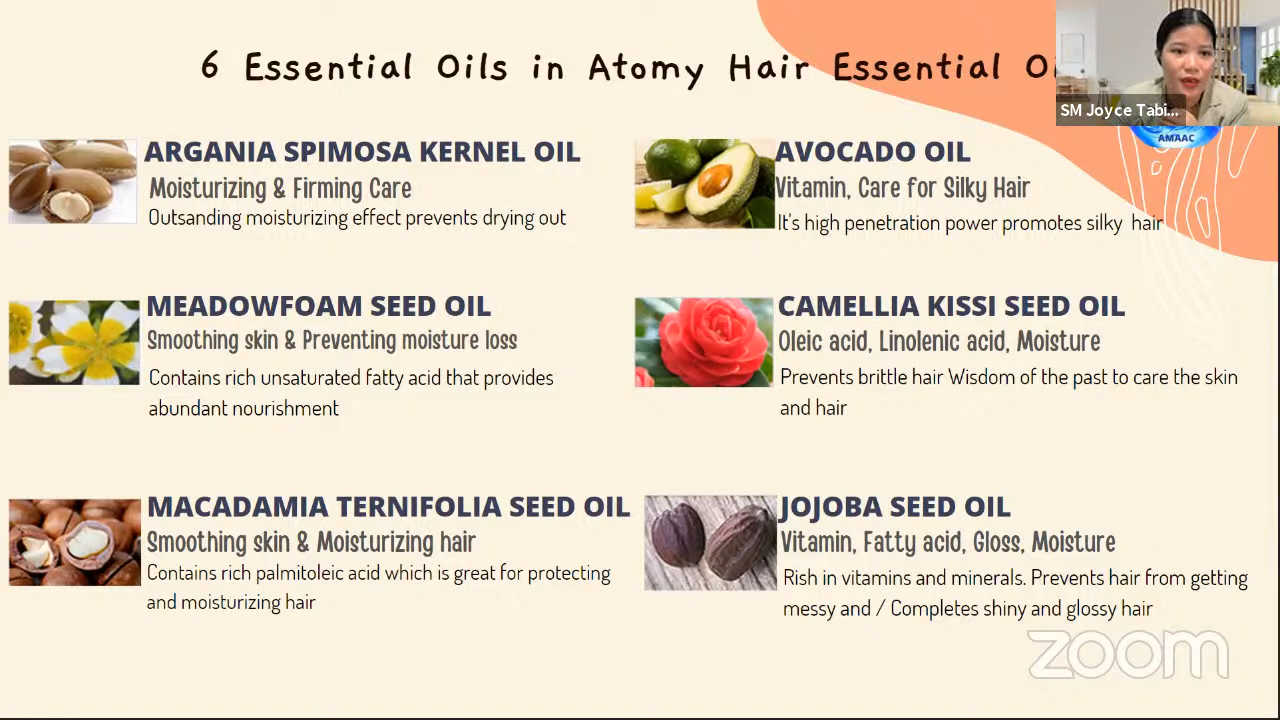 6 Essential Oils in Atomy Hair Essential
SM Joyce Tabi...
AMAAC
ARGANIA SPIMOSA KERNEL OIL
Moisturizing & Firming Care
Outsanding moisturizing effect prevents drying out
AVOCADO OIL
Vitamin, Care for Silky Hair
It's high penetration power promotes silky hair
MEADOWFOAM SEED OIL
Smoothing skin & Preventing moisture loss
Contains rich unsaturated fatty acid that provides
abundant nourishment
CAMELLIA KISSI SEED OIL
Oleic acid, Linolenic acid, Moisture
Prevents brittle hair Wisdom of the past to care the skin
and hair
MACADAMIA TERNIFOLIA SEED OIL
Smoothing skin & Moisturizing hair
Contains rich palmitoleic acid which is great for protecting
and moisturizing hair
JOJOBA SEED OIL
Vitamin, Fatty acid, Gloss, Moisture
Rish in vitamins and minerals. Prevents hair from getting
messy and / Completes shiny and glossy hair
zoom